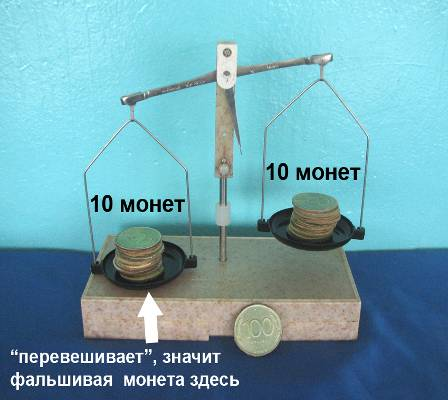 10 монет
10 монет
100
“перевешивает”, значит
фальшивая монета здесь